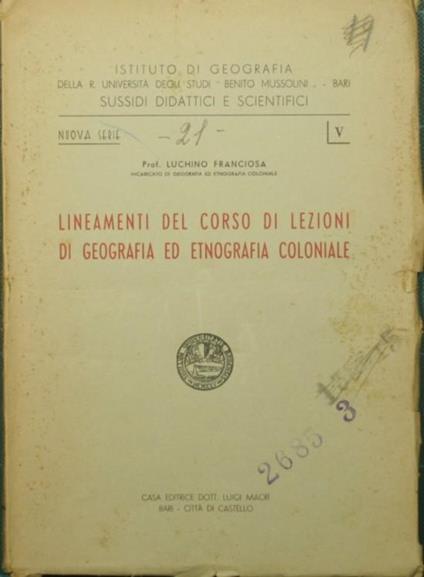 ISTITUTO DI GEOGRAFIA
DELLA R. UNIVERSITÀ DEGLI STUDI "BENITO MUSSOLINI" - BARI
SUSSIDI DIDATTICI E SCIENTIFICI
NUOVA SERIE
- 21 -
V
Prof. LUCHINO FRANCIOSA
INCARICATO DI GEOGRAFIA ED ETNOGRAFIA COLONIALE
LINEAMENTI DEL CORSO DI LEZIONI
DI GEOGRAFIA ED ETNOGRAFIA COLONIALE
2685 3
CASA EDITRICE DOTT. LUIGI MACRÌ
BARI - CITTÀ DI CASTELLO